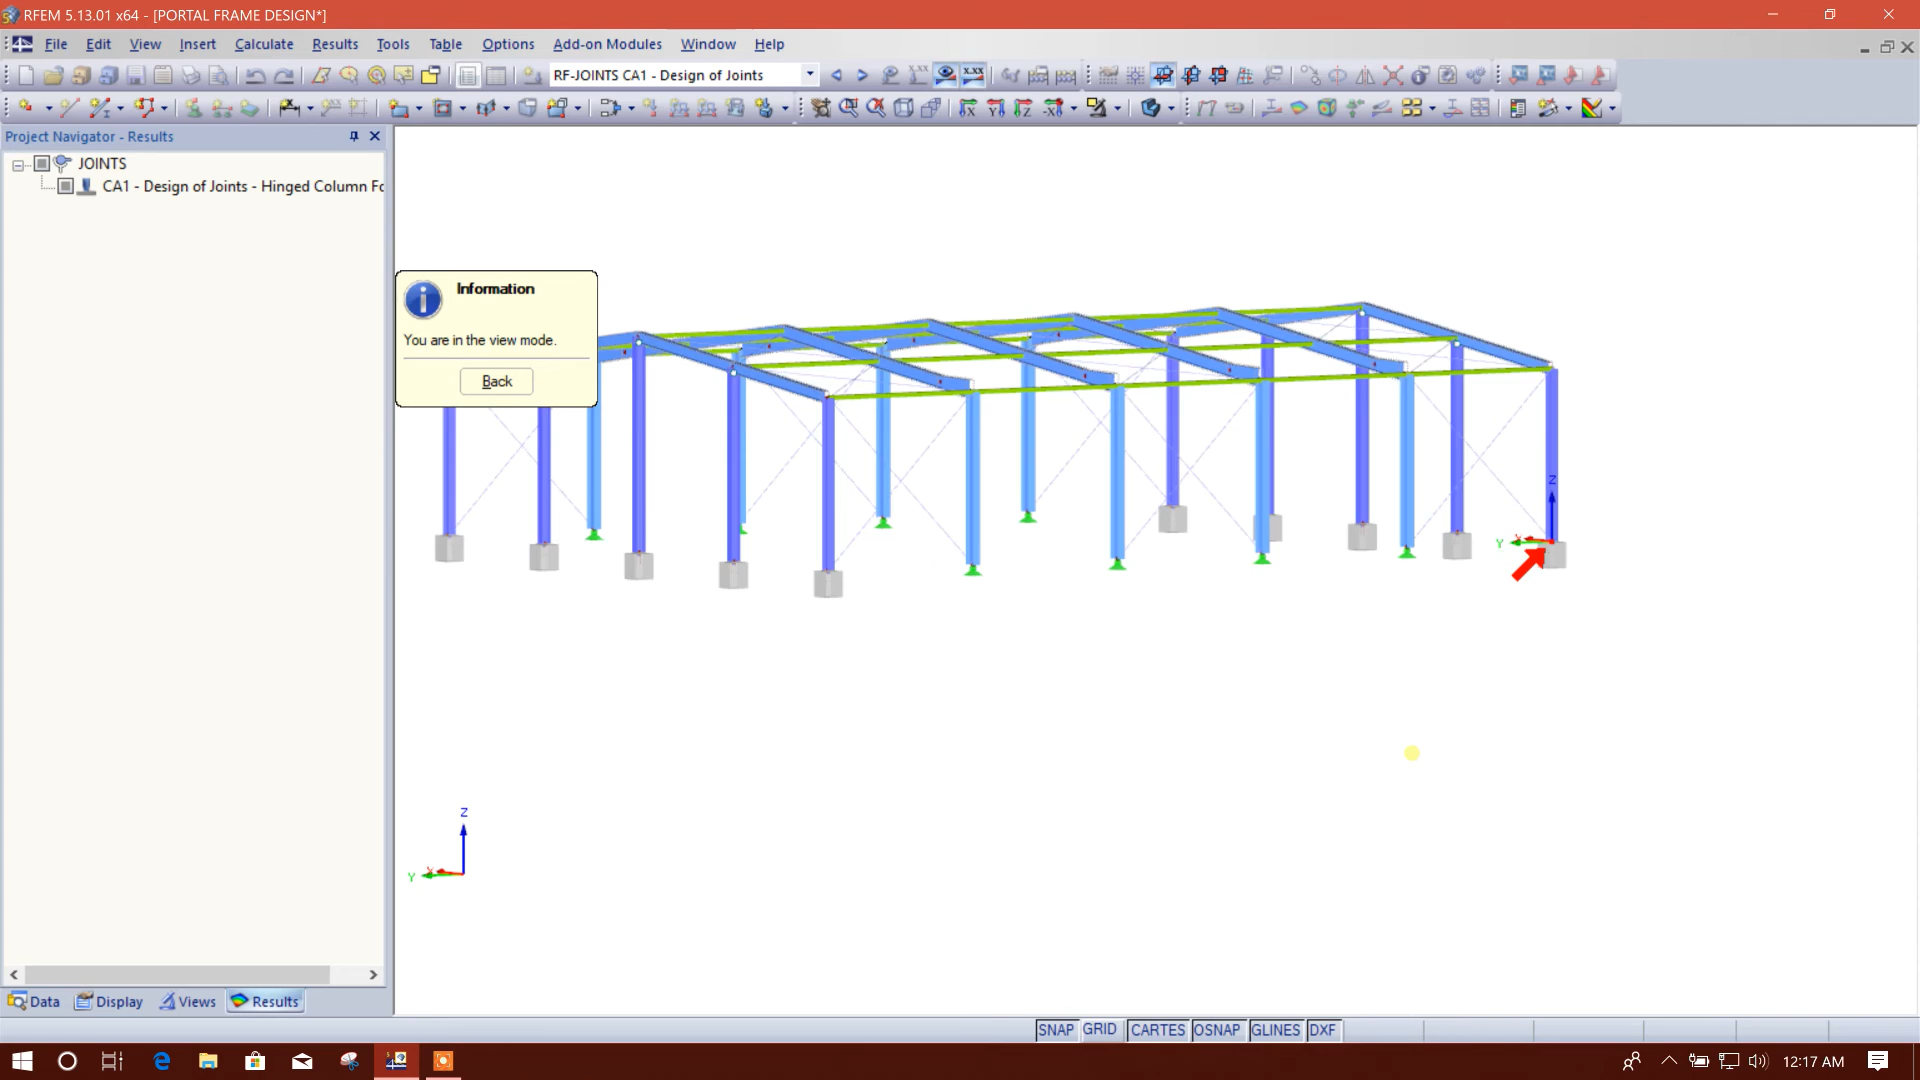 RFEM 5.13.01 x64 - [PORTAL FRAME DESIGN*]
File Edit View Insert Calculate Results Tools Table Options Add-on Modules Window Help
RF-JOINTS CA1 - Design of Joints
Project Navigator - Results
JOINTS
CA1 - Design of Joints - Hinged Column Fo
Information
You are in the view mode.
Back
Z
Y X
Z
Y X
Data Display Views Results
SNAP GRID CARTES OSNAP GLINES DXF
12:17 AM